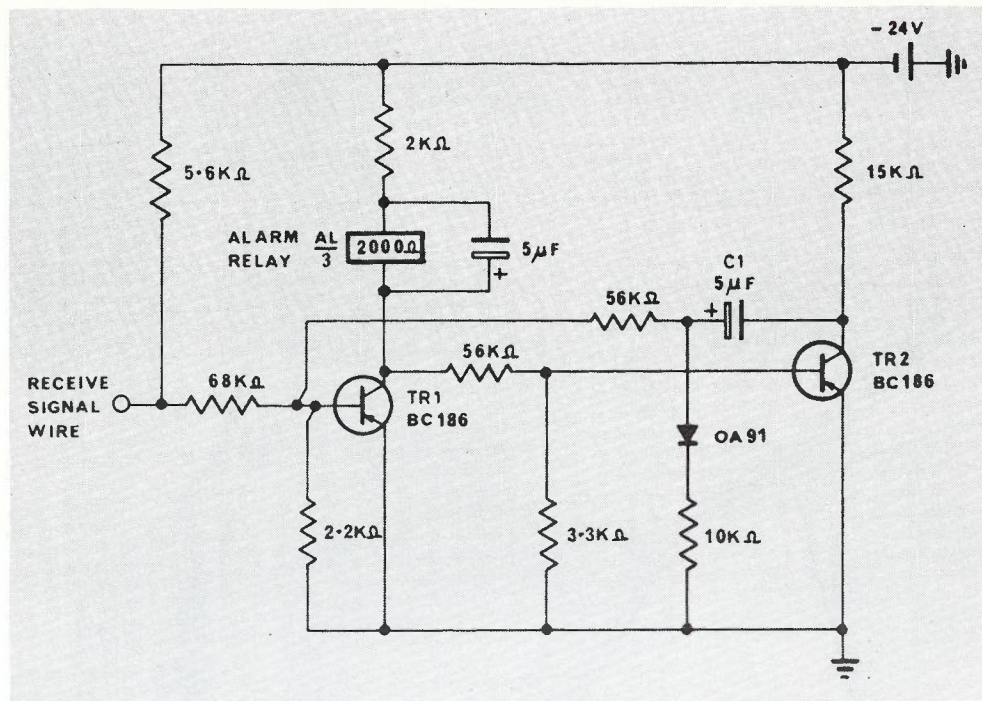 - 24V
2KΩ
5·6KΩ
15KΩ
ALARM
RELAY
AL
3
2000Ω
5µF
+
C1
5µF
+
56KΩ
56KΩ
TR2
BC186
RECEIVE
SIGNAL
WIRE
68KΩ
TR1
BC186
OA91
2·2KΩ
3·3KΩ
10KΩ